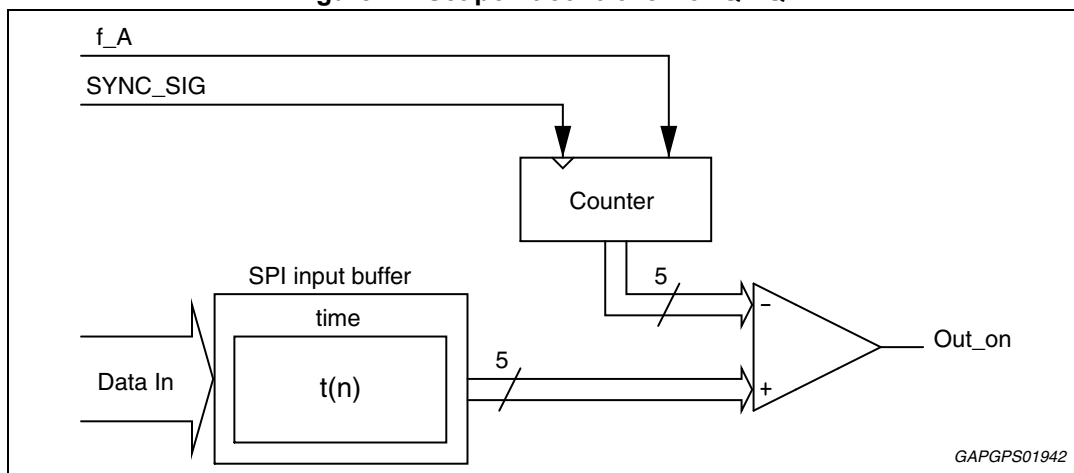 f_A
SYNC_SIG
Counter
SPI input buffer
time
t(n)
Data In
5
5
−
+
Out_on
GAPGPS01942